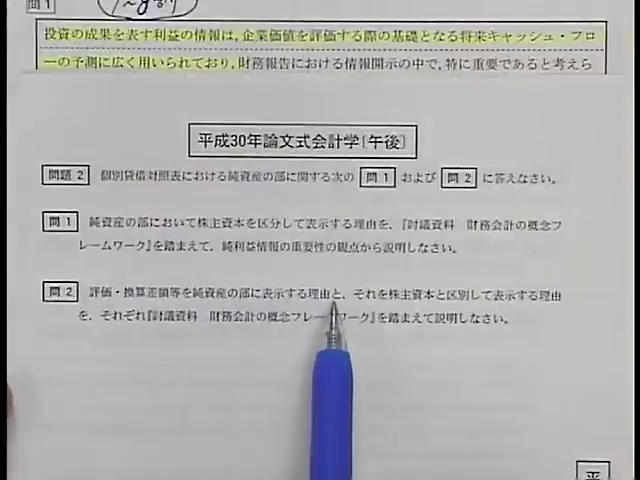 問1
投資の成果を表す利益の情報は、企業価値を評価する際の基礎となる将来キャッシュ・フロ
ーの予測に広く用いられており、財務報告における情報開示の中で、特に重要であると考えら
平成30年論文式会計学〔午後〕
問題2 個別貸借対照表における純資産の部に関する次の 問1 および 問2 に答えなさい。
問1 純資産の部において株主資本を区分して表示する理由を、『討議資料 財務会計の概念フ
レームワーク』を踏まえて、純利益情報の重要性の観点から説明しなさい。
問2 評価・換算差額等を純資産の部に表示する理由と、それを株主資本と区別して表示する理由
を、それぞれ『討議資料 財務会計の概念フレームワーク』を踏まえて説明しなさい。